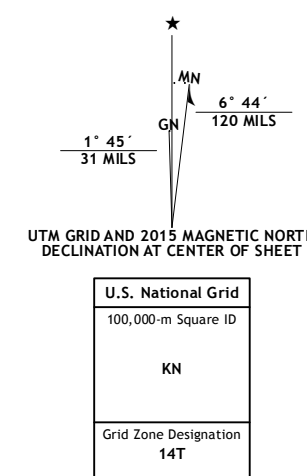 ★
MN
6° 44´
120 MILS
GN
1° 45´
31 MILS
UTM GRID AND 2015 MAGNETIC NORT
DECLINATION AT CENTER OF SHEET
U.S. National Grid
100,000-m Square ID
KN
Grid Zone Designation
14T